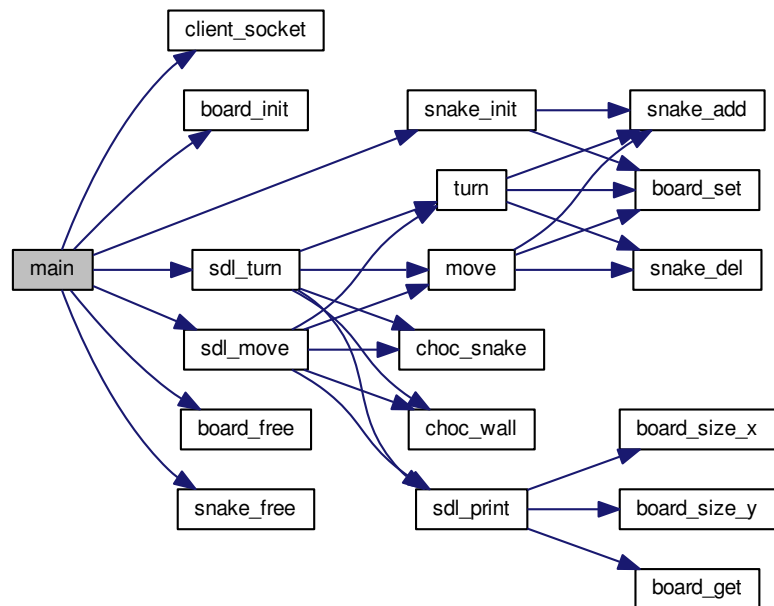 client_socket
board_init
snake_init
snake_add
turn
board_set
main
sdl_turn
move
snake_del
sdl_move
choc_snake
board_free
choc_wall
board_size_x
snake_free
sdl_print
board_size_y
board_get